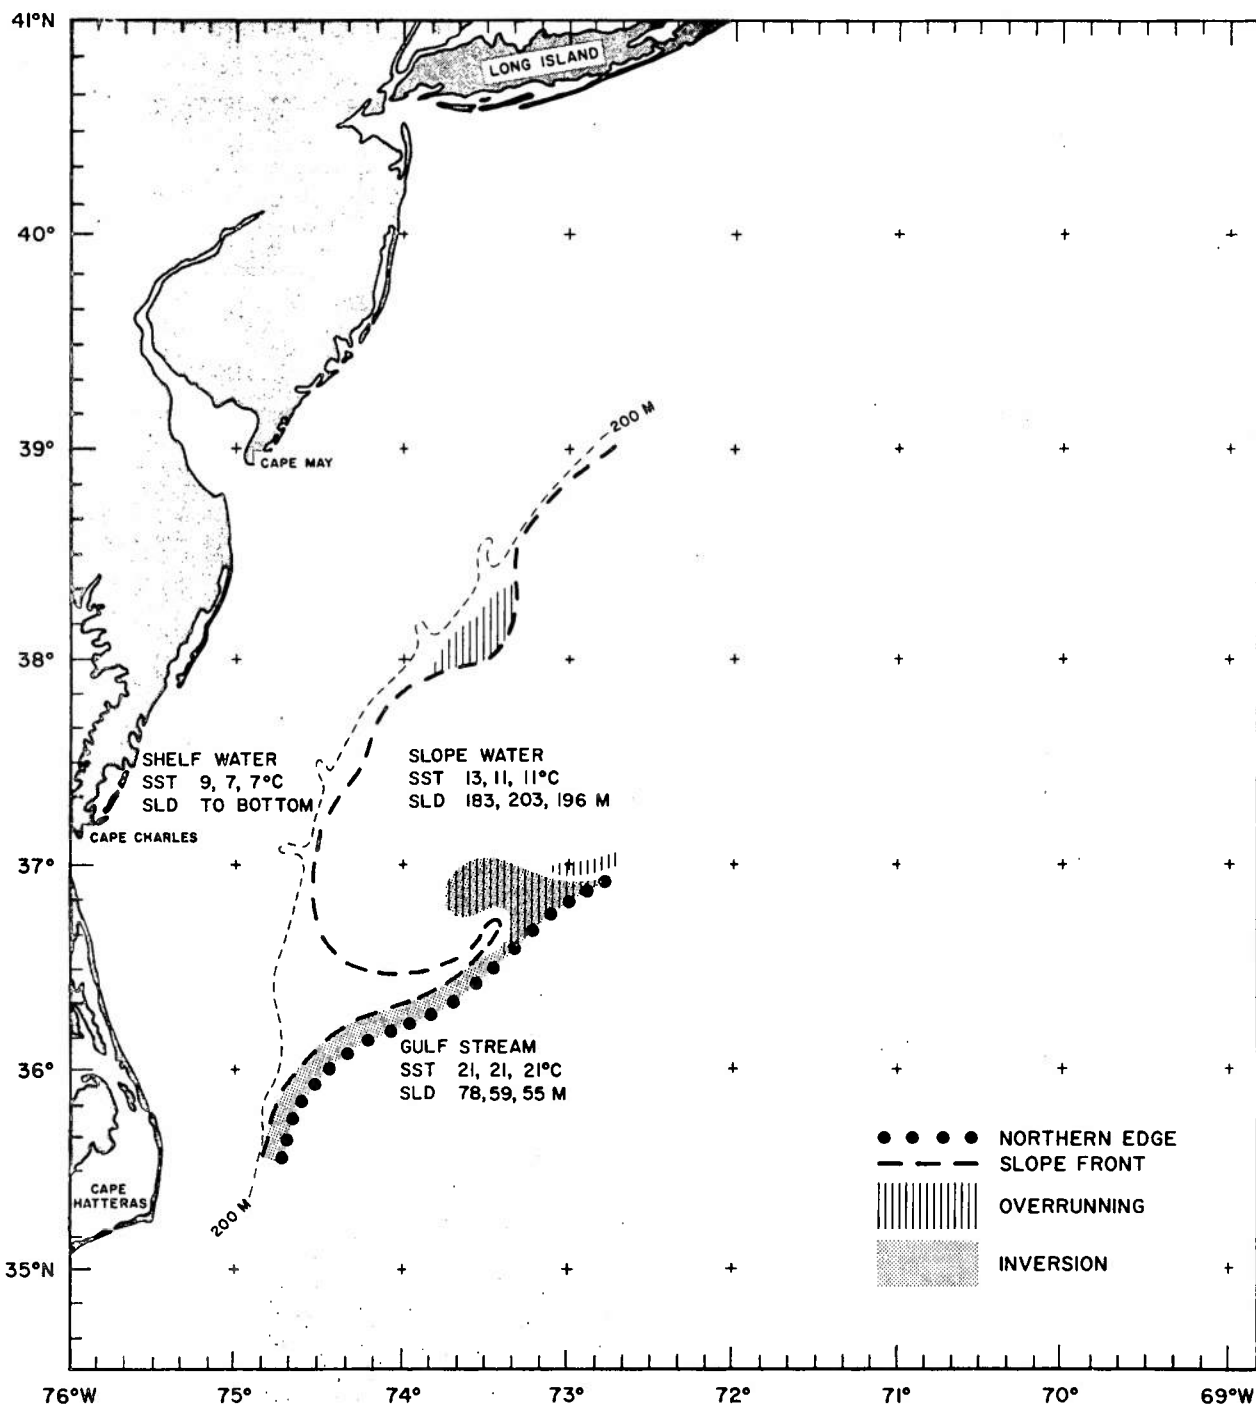 41°N
LONG ISLAND
40°
39°
200 M
CAPE MAY
38°
SHELF WATER
SST 9, 7, 7°C
SLD TO BOTTOM
SLOPE WATER
SST 13, 11, 11°C
SLD 183, 203, 196 M
CAPE CHARLES
37°
GULF STREAM
SST 21, 21, 21°C
SLD 78, 59, 55 M
36°
NORTHERN EDGE
SLOPE FRONT
OVERRUNNING
INVERSION
CAPE
HATTERAS
200 M
35°N
76°W 75° 74° 73° 72° 71° 70° 69°W